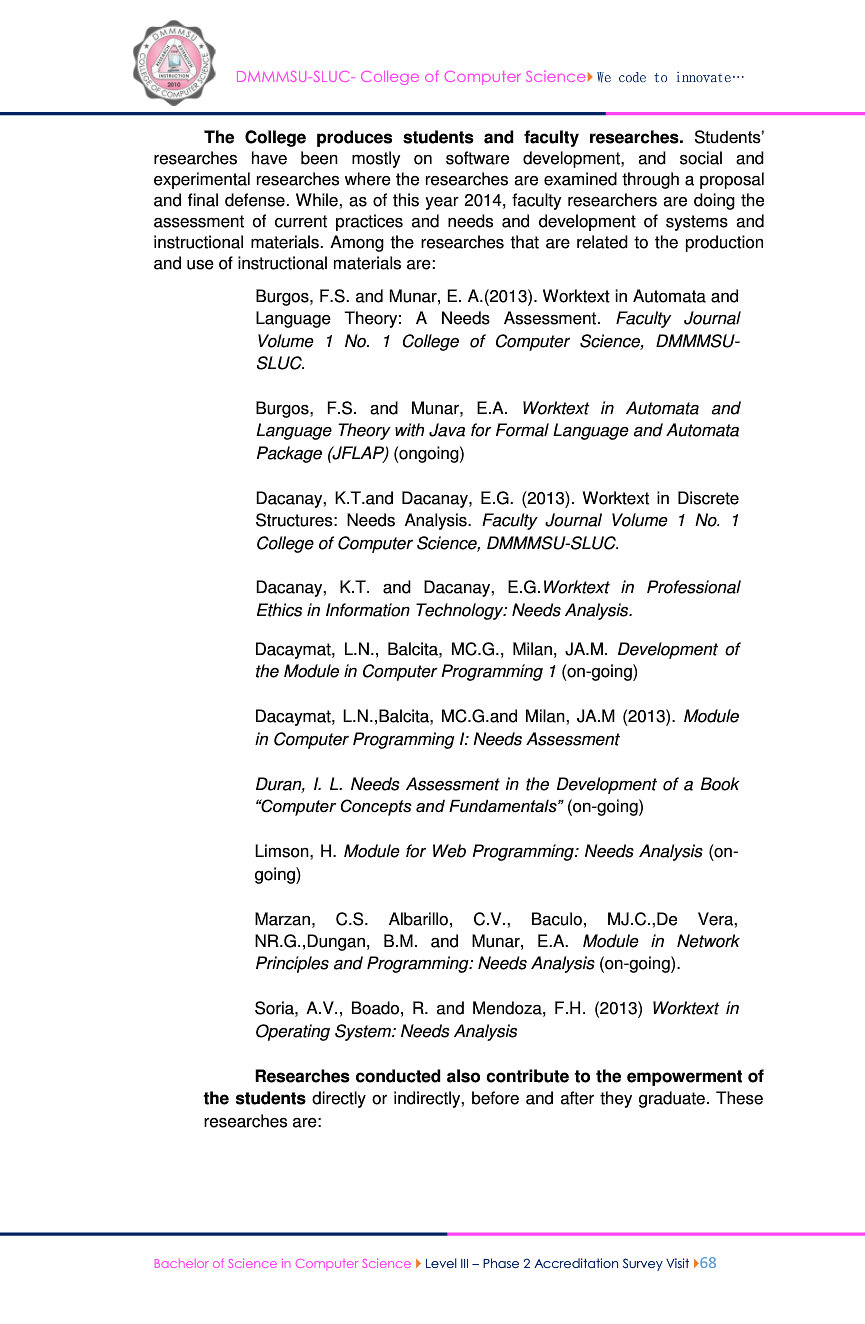 DMMMSU
COLLEGE OF COMPUTER SCIENCE
RESEARCH
EXTENSION
INSTRUCTION
2010
DMMMSU-SLUC- College of Computer Science We code to innovate…
The College produces students and faculty researches. Students’
researches have been mostly on software development, and social and
experimental researches where the researches are examined through a proposal
and final defense. While, as of this year 2014, faculty researchers are doing the
assessment of current practices and needs and development of systems and
instructional materials. Among the researches that are related to the production
and use of instructional materials are:
Burgos, F.S. and Munar, E. A.(2013). Worktext in Automata and
Language Theory: A Needs Assessment. Faculty Journal
Volume 1 No. 1 College of Computer Science, DMMMSU-
SLUC.
Burgos, F.S. and Munar, E.A. Worktext in Automata and
Language Theory with Java for Formal Language and Automata
Package (JFLAP) (ongoing)
Dacanay, K.T.and Dacanay, E.G. (2013). Worktext in Discrete
Structures: Needs Analysis. Faculty Journal Volume 1 No. 1
College of Computer Science, DMMMSU-SLUC.
Dacanay, K.T. and Dacanay, E.G.Worktext in Professional
Ethics in Information Technology: Needs Analysis.
Dacaymat, L.N., Balcita, MC.G., Milan, JA.M. Development of
the Module in Computer Programming 1 (on-going)
Dacaymat, L.N.,Balcita, MC.G.and Milan, JA.M (2013). Module
in Computer Programming I: Needs Assessment
Duran, I. L. Needs Assessment in the Development of a Book
“Computer Concepts and Fundamentals” (on-going)
Limson, H. Module for Web Programming: Needs Analysis (on-
going)
Marzan, C.S. Albarillo, C.V., Baculo, MJ.C.,De Vera,
NR.G.,Dungan, B.M. and Munar, E.A. Module in Network
Principles and Programming: Needs Analysis (on-going).
Soria, A.V., Boado, R. and Mendoza, F.H. (2013) Worktext in
Operating System: Needs Analysis
Researches conducted also contribute to the empowerment of
the students directly or indirectly, before and after they graduate. These
researches are:
Bachelor of Science in Computer Science Level III – Phase 2 Accreditation Survey Visit 68